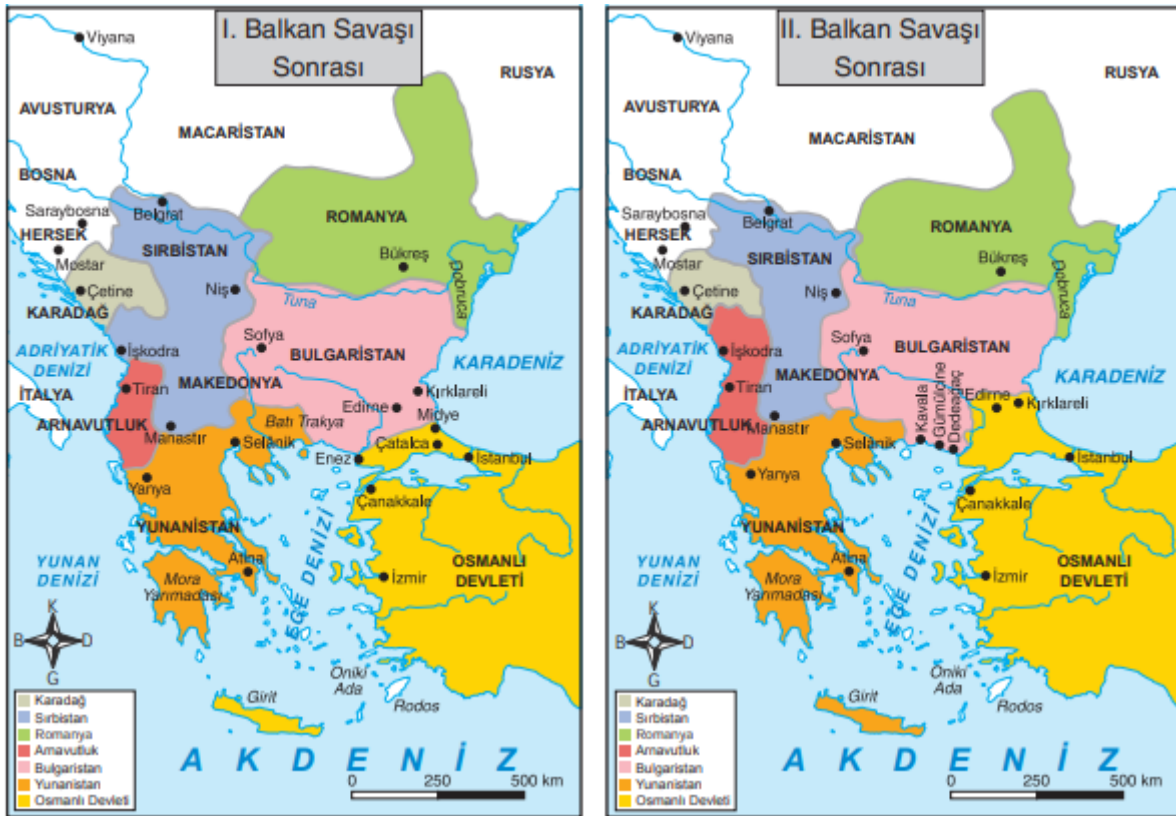 I. Balkan Savaşı
Sonrası
Viyana
RUSYA
AVUSTURYA
MACARİSTAN
BOSNA
Saraybosna
HERSEK
Mostar
Belgrat
ROMANYA
SIRBİSTAN
Bükreş
Dobruca
Çetine
Niş
Tuna
KARADAĞ
Sofya
BULGARİSTAN
ADRİYATİK
DENİZİ
İşkodra
KARADENİZ
İTALYA
Tiran
MAKEDONYA
Kırklareli
Edirne
Midye
ARNAVUTLUK
Batı Trakya
Manastır
Selânik
Çatalca
Enez
İstanbul
Yanya
Çanakkale
YUNANİSTAN
EGE DENİZİ
YUNAN
DENİZİ
Atina
OSMANLI
DEVLETİ
Mora
Yarımadası
İzmir
K
B
D
G
Oniki
Ada
Girit
Rodos
Karadağ
Sırbistan
Romanya
Arnavutluk
Bulgaristan
Yunanistan
Osmanlı Devleti
AKDENİZ
0 250 500 km
II. Balkan Savaşı
Sonrası
Viyana
RUSYA
AVUSTURYA
MACARİSTAN
BOSNA
Saraybosna
HERSEK
Mostar
Belgrat
ROMANYA
SIRBİSTAN
Bükreş
Dobruca
Çetine
Niş
Tuna
KARADAĞ
Sofya
BULGARİSTAN
ADRİYATİK
DENİZİ
İşkodra
KARADENİZ
İTALYA
Tiran
MAKEDONYA
Kavala
Gümülcine
Dedeağaç
Edirne
Kırklareli
ARNAVUTLUK
Manastır
Selânik
İstanbul
Yanya
Çanakkale
YUNANİSTAN
EGE DENİZİ
YUNAN
DENİZİ
Atina
OSMANLI
DEVLETİ
Mora
Yarımadası
İzmir
K
B
D
G
Oniki
Ada
Girit
Rodos
Karadağ
Sırbistan
Romanya
Arnavutluk
Bulgaristan
Yunanistan
Osmanlı Devleti
AKDENİZ
0 250 500 km